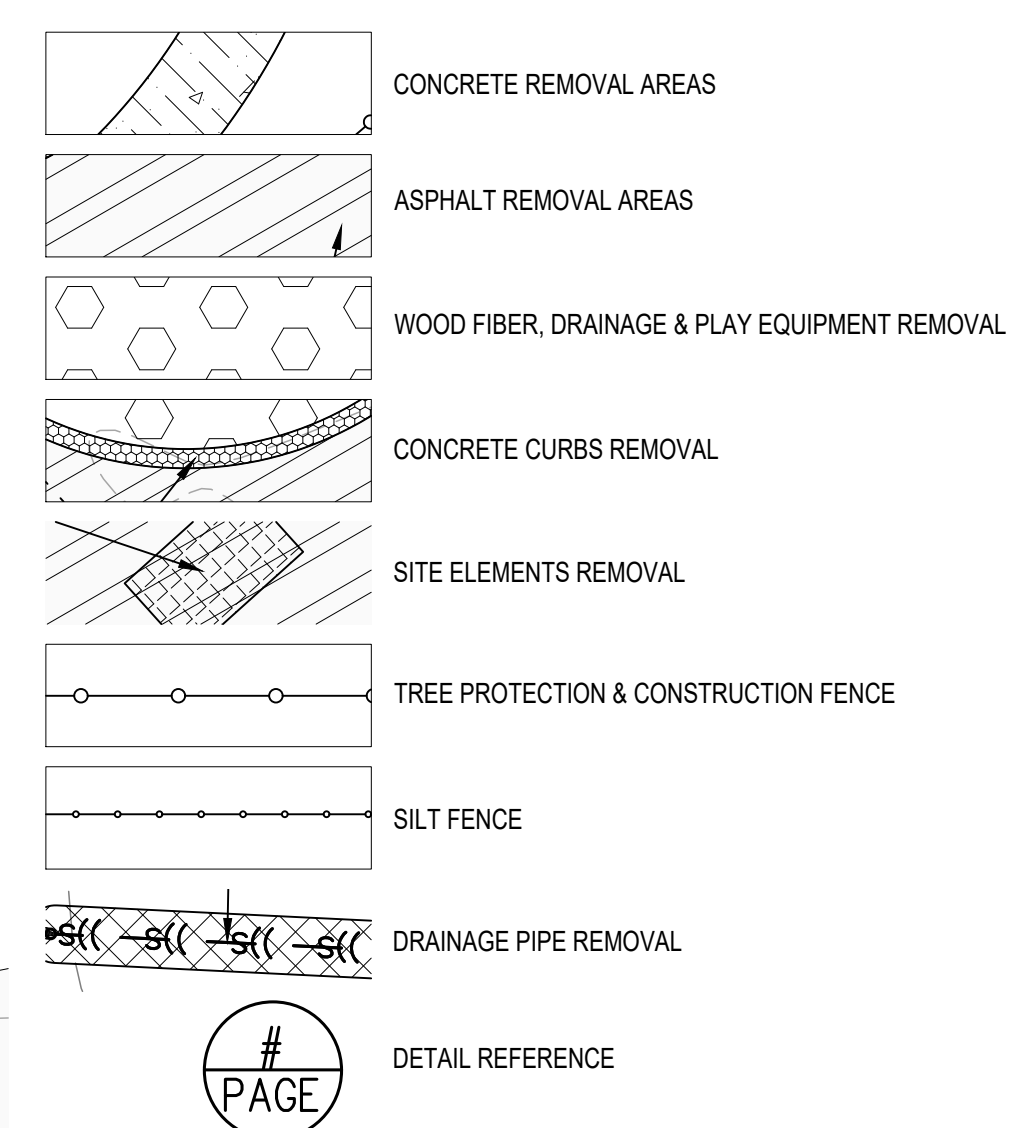 CONCRETE REMOVAL AREAS
ASPHALT REMOVAL AREAS
WOOD FIBER, DRAINAGE & PLAY EQUIPMENT REMOVAL
CONCRETE CURBS REMOVAL
SITE ELEMENTS REMOVAL
TREE PROTECTION & CONSTRUCTION FENCE
SILT FENCE
S(( S(( S(( S((
DRAINAGE PIPE REMOVAL
#
PAGE
DETAIL REFERENCE